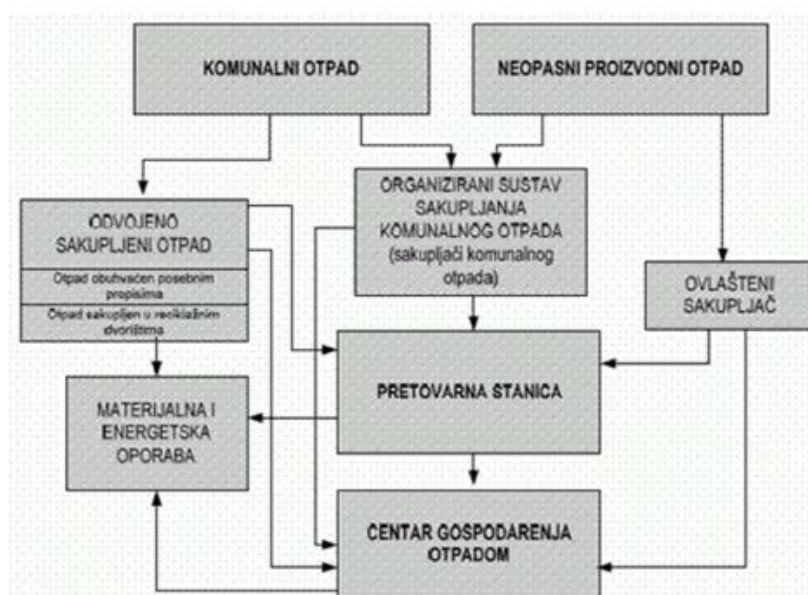 KOMUNALNI OTPAD
NEOPASNI PROIZVODNI OTPAD
ODVOJENO
SAKUPLJENI OTPAD
Otpad obuhvaćen posebnim
propisima
Otpad sakupljen u reciklažnim
dvorištima
ORGANIZIRANI SUSTAV
SAKUPLJANJA
KOMUNALNOG OTPADA
(sakupljači komunalnog
otpada)
OVLAŠTENI
SAKUPLJAČ
MATERIJALNA I
ENERGETSKA
OPORABA
PRETOVARNA STANICA
CENTAR GOSPODARENJA
OTPADOM